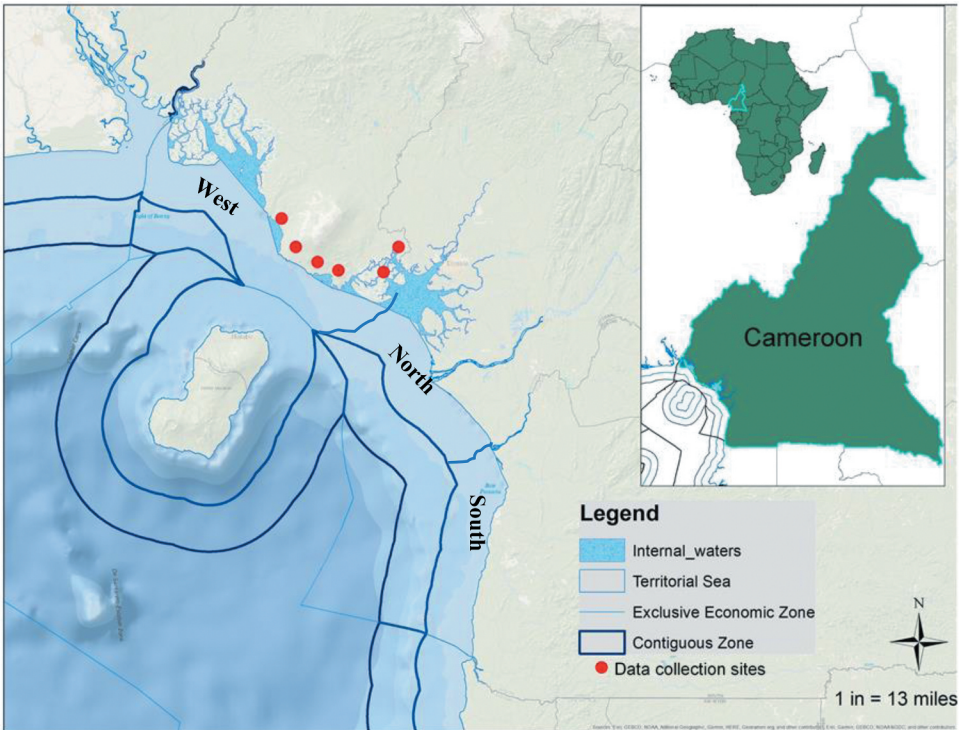 West
North
South
Cameroon
Legend
Internal_waters
Territorial Sea
Exclusive Economic Zone
Contiguous Zone
Data collection sites
N
1 in = 13 miles